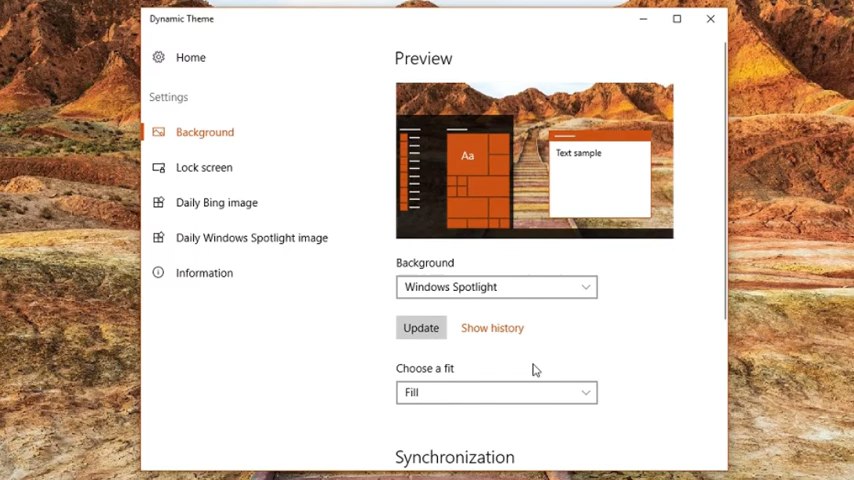 Dynamic Theme
Home
Settings
Background
Lock screen
Daily Bing image
Daily Windows Spotlight image
Information
Preview
Aa
Text sample
Background
Windows Spotlight
Update
Show history
Choose a fit
Fill
Synchronization